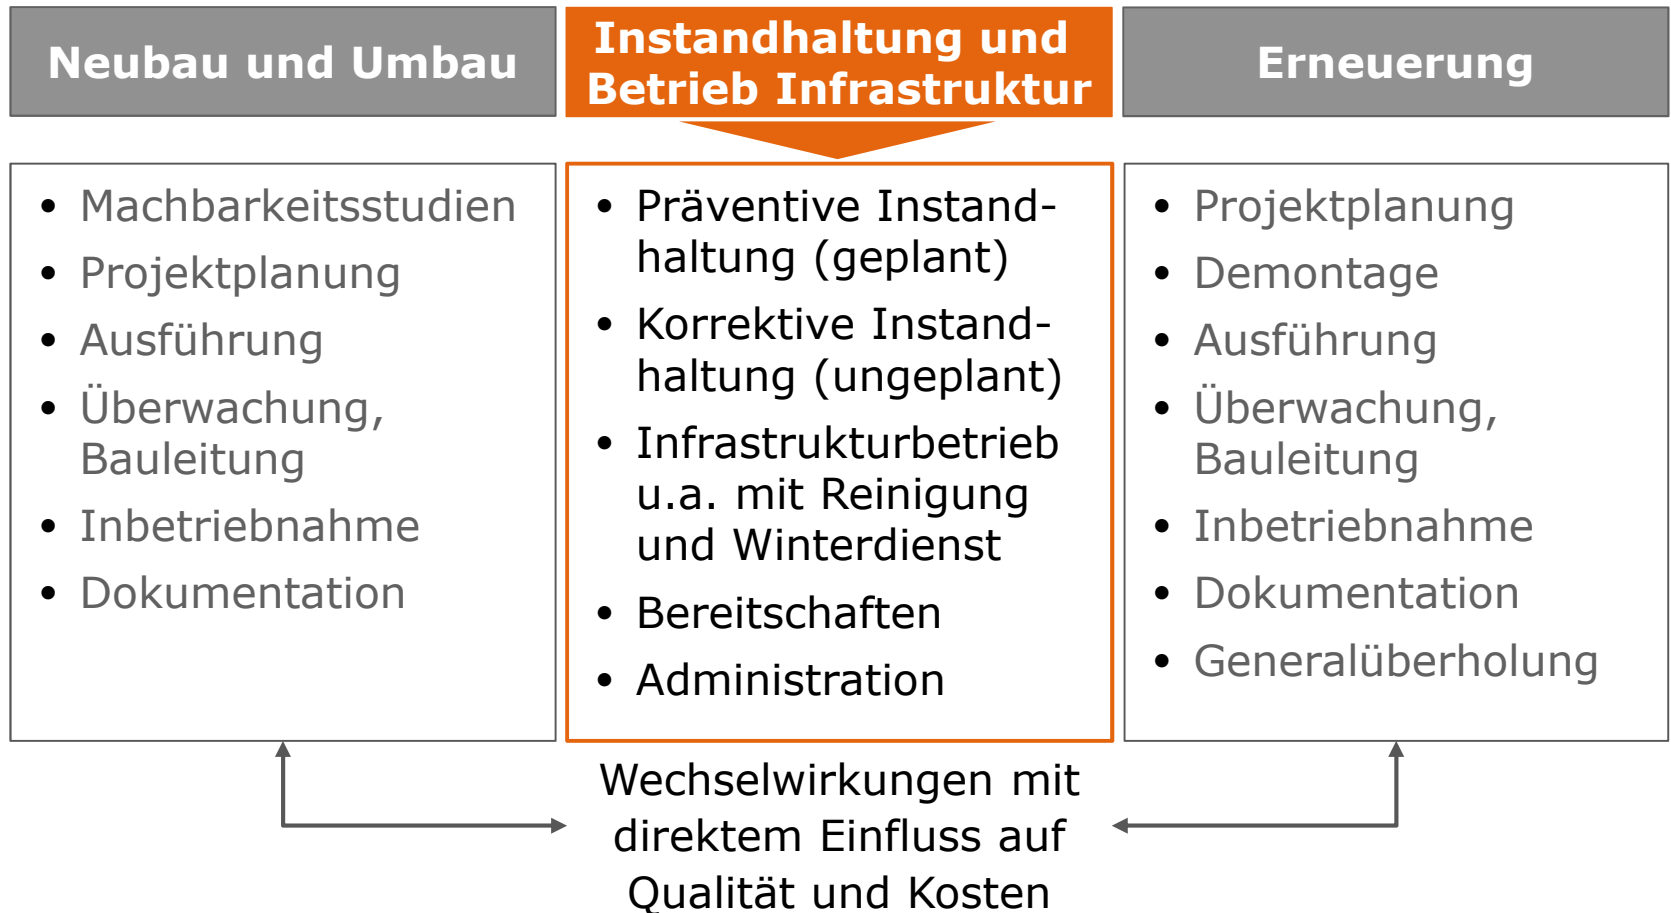 Neubau und Umbau
Instandhaltung und
Betrieb Infrastruktur
Erneuerung
• Machbarkeitsstudien
• Projektplanung
• Ausführung
• Überwachung,
Bauleitung
• Inbetriebnahme
• Dokumentation
• Präventive Instand-
haltung (geplant)
• Korrektive Instand-
haltung (ungeplant)
• Infrastrukturbetrieb
u.a. mit Reinigung
und Winterdienst
• Bereitschaften
• Administration
• Projektplanung
• Demontage
• Ausführung
• Überwachung,
Bauleitung
• Inbetriebnahme
• Dokumentation
• Generalüberholung
Wechselwirkungen mit
direktem Einfluss auf
Qualität und Kosten